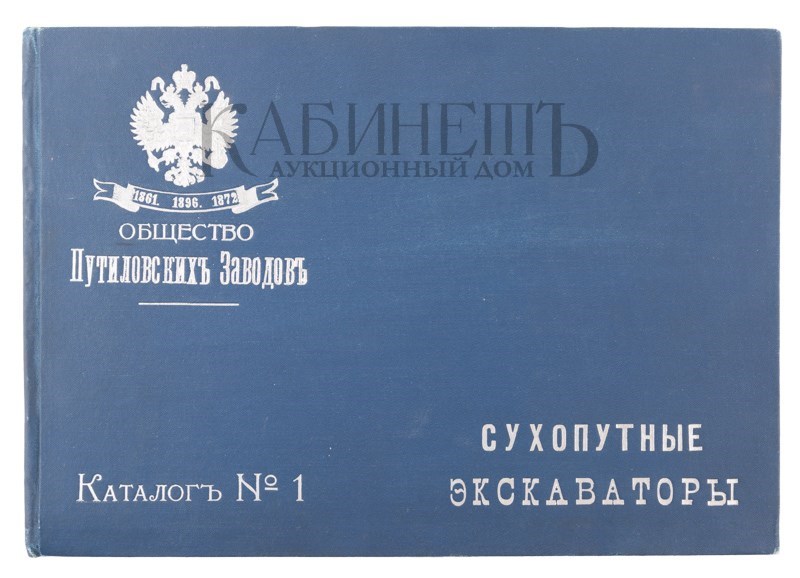 КАБИНЕТЪ
АУКЦИОННЫЙ ДОМ
1861. 1896. 1872
ОБЩЕСТВО
ПУТИЛОВСКИХЪ ЗАВОДОВЪ
СУХОПУТНЫЕ
ЭКСКАВАТОРЫ
КАТАЛОГЪ № 1